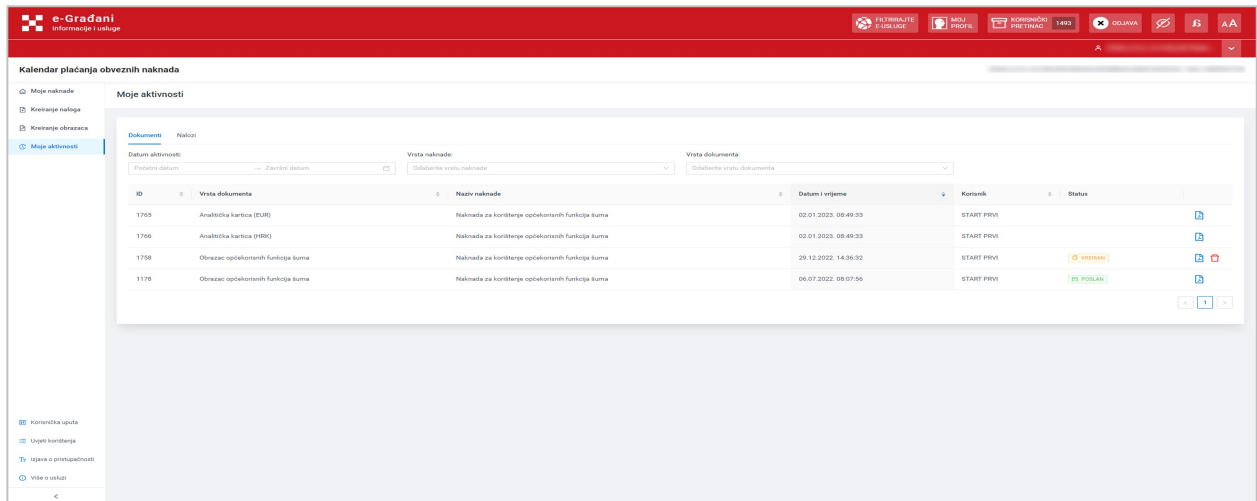 e-Građani
Informacije i usluge
FILTRIRAJTE
E-USLUGE
MOJ
PROFIL
KORISNIČKI
PRETINAC
1493
ODJAVA
AA
Kalendar plaćanja obveznih naknada
Moje naknade
Kreiranje naloga
Kreiranje obrazaca
Moje aktivnosti
Moje aktivnosti
Dokumenti Nalozi
Datum aktivnosti: Vrsta naknade: Vrsta dokumenta:
Početni datum → Završni datum Odaberite vrstu naknade Odaberite vrstu dokumenta
ID Vrsta dokumenta Naziv naknade Datum i vrijeme Korisnik Status
1765 Analitička kartica (EUR) Naknada za korištenje općekorisnih funkcija šuma 02.01.2023. 08:49:33 START PRVI
1766 Analitička kartica (HRK) Naknada za korištenje općekorisnih funkcija šuma 02.01.2023. 08:49:33 START PRVI
1758 Obrazac općekorisnih funkcija šuma Naknada za korištenje općekorisnih funkcija šuma 29.12.2022. 14:36:32 START PRVI KREIRAN
1178 Obrazac općekorisnih funkcija šuma Naknada za korištenje općekorisnih funkcija šuma 06.07.2022. 08:07:56 START PRVI POSLAN
< 1 >
Korisnička uputa
Uvjeti korištenja
Izjava o pristupačnosti
Više o usluzi
<